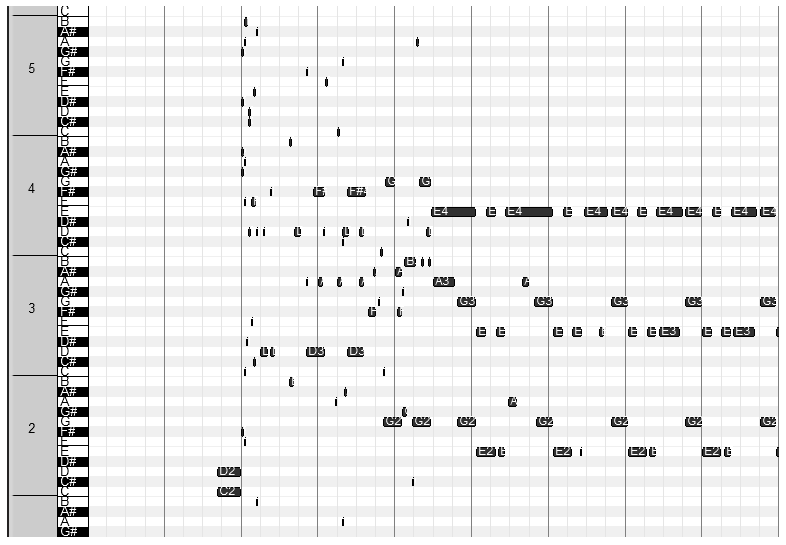 C
B
A#
A
G#
G
5
F#
F
E
D#
D
C#
C
B
A#
A
G#
G G G
4
F# F# F#
F
E E4 E E4 E E4 E4 E E4 E4 E E4 E4
D#
D
C#
C
B B
A# A
A A3 A
G#
G G3 G3 G3 G3 G3
3
F#
F
E E E E E E E E E3 E E E3
D#
D D3 D3
C#
C
B
A#
A A
G#
G G2 G2 G2 G2 G2 G2 G2
2
F#
F
E E2 E E2 E2 E E2 E
D#
D D2
C#
C C2
B
A#
A
G#